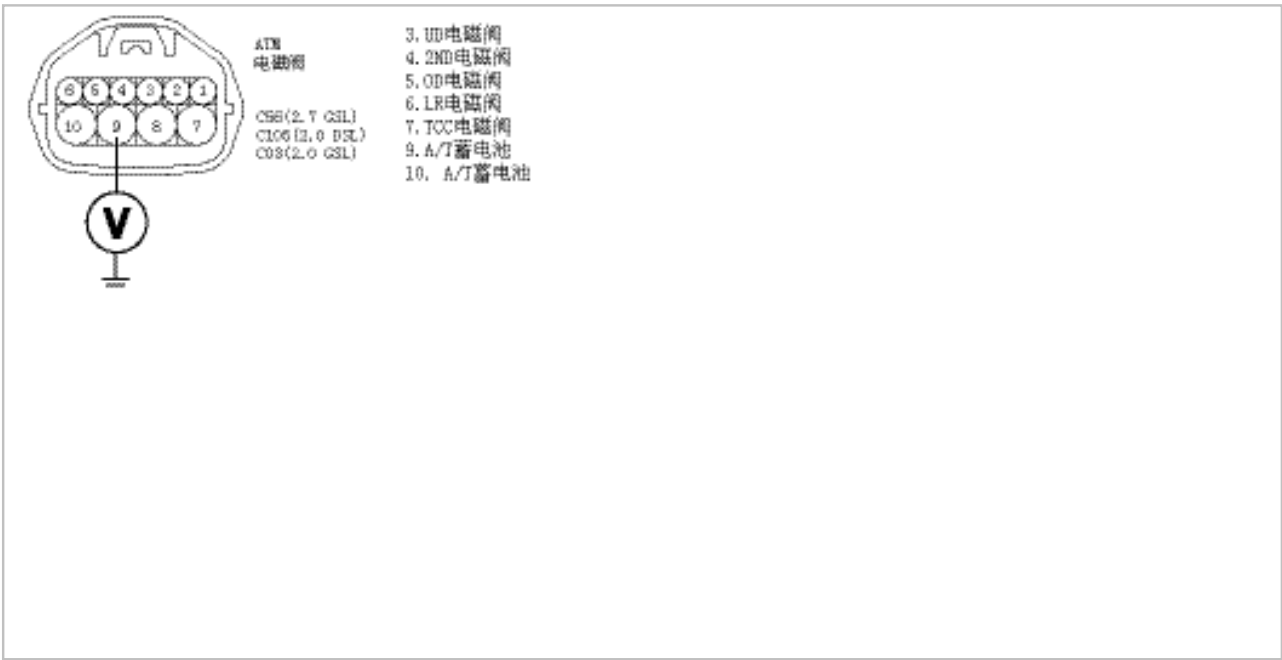 ATM
电磁阀
C56(2.7 GSL)
C106(2.0 DSL)
C03(2.0 GSL)
3.UD电磁阀
4.2ND电磁阀
5.OD电磁阀
6.LR电磁阀
7.TCC电磁阀
9.A/T蓄电池
10. A/T蓄电池
6 5 4 3 2 1
10 9 8 7
V